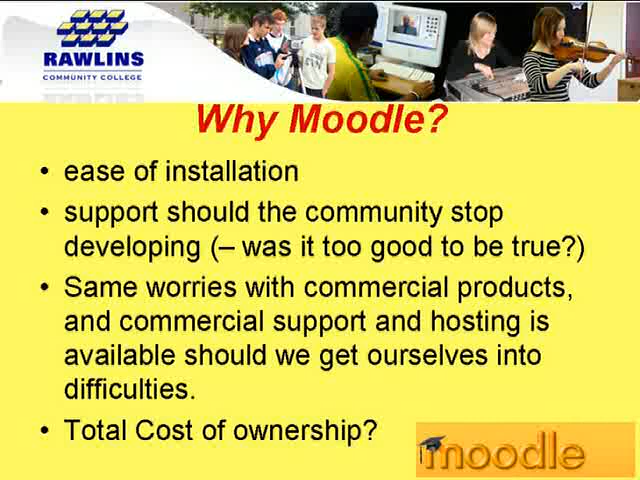 RAWLINS
COMMUNITY COLLEGE
Why Moodle?
• ease of installation
• support should the community stop
developing (– was it too good to be true?)
• Same worries with commercial products,
and commercial support and hosting is
available should we get ourselves into
difficulties.
• Total Cost of ownership?
moodle